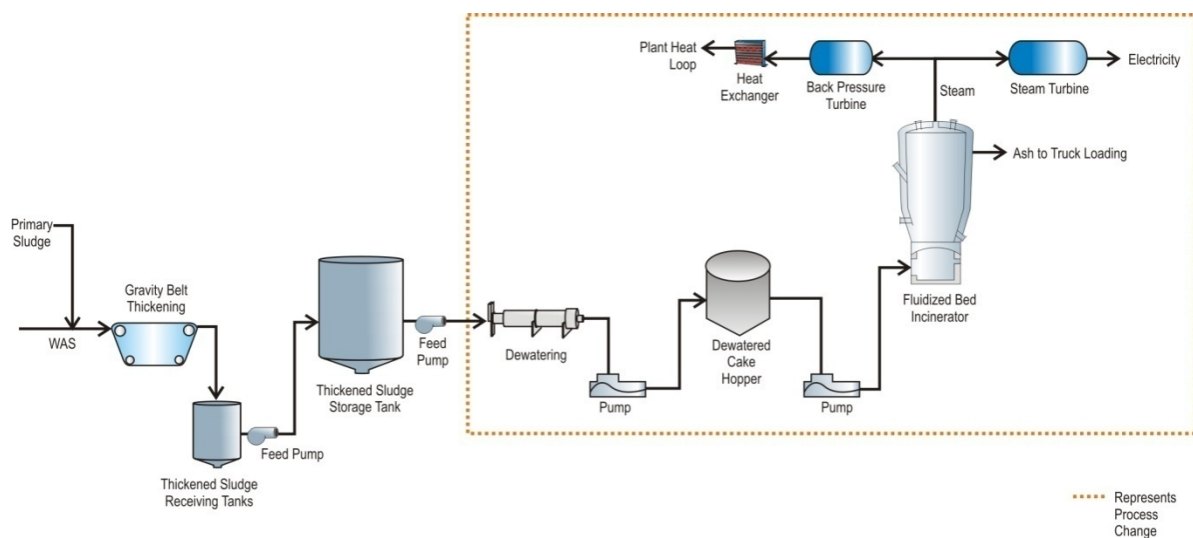 Primary
Sludge
WAS
Gravity Belt
Thickening
Thickened Sludge
Receiving Tanks
Feed Pump
Thickened Sludge
Storage Tank
Feed
Pump
Dewatering
Pump
Dewatered
Cake
Hopper
Pump
Fluidized Bed
Incinerator
Ash to Truck Loading
Steam
Steam Turbine
Electricity
Back Pressure
Turbine
Heat
Exchanger
Plant Heat
Loop
Represents
Process
Change